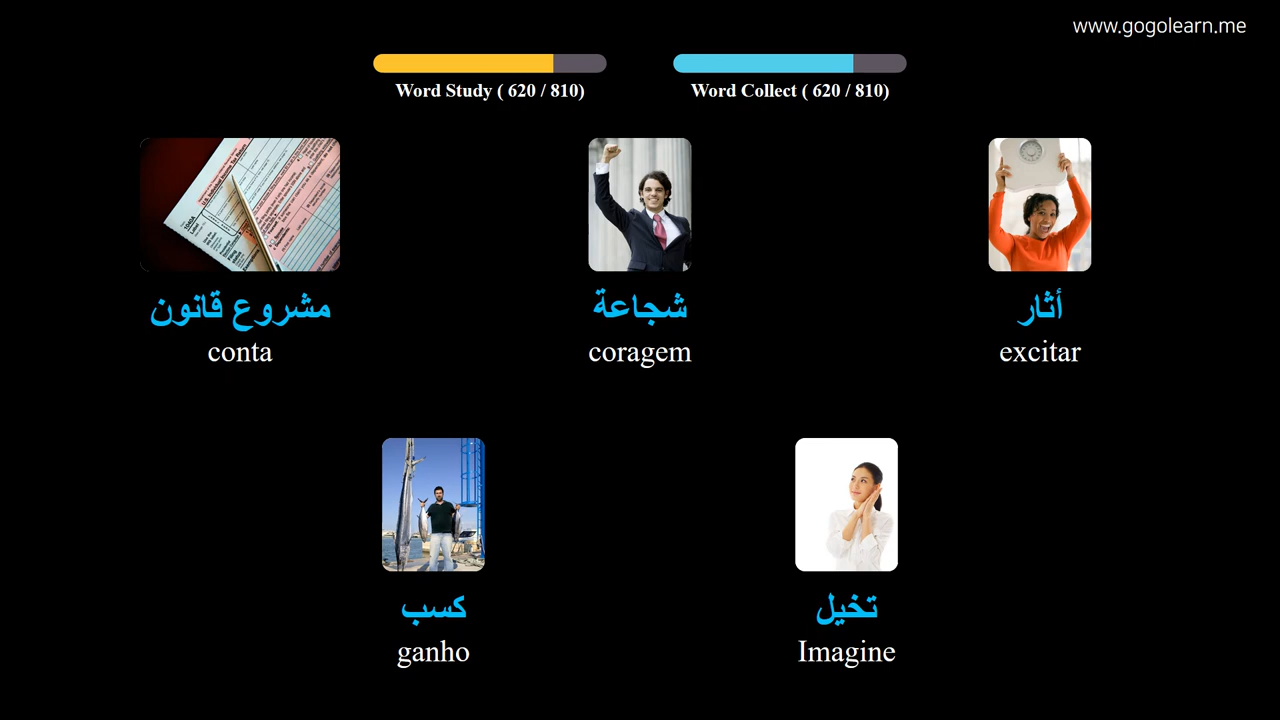 www.gogolearn.me
Word Study ( 620 / 810)
Word Collect ( 620 / 810)
مشروع قانون
conta
شجاعة
coragem
أثار
excitar
كسب
ganho
تخيل
Imagine